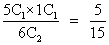 5C₁×1C₁ / 6C₂ = 5/15